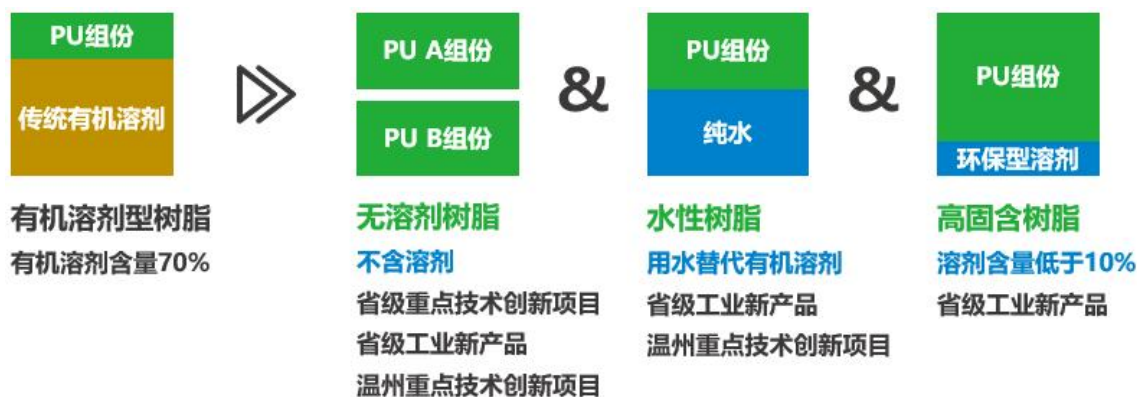 PU组份
传统有机溶剂
有机溶剂型树脂
有机溶剂含量70%
PU A组份
PU B组份
无溶剂树脂
不含溶剂
省级重点技术创新项目
省级工业新产品
温州重点技术创新项目
&
PU组份
纯水
水性树脂
用水替代有机溶剂
省级工业新产品
温州重点技术创新项目
&
PU组份
环保型溶剂
高固含树脂
溶剂含量低于10%
省级工业新产品